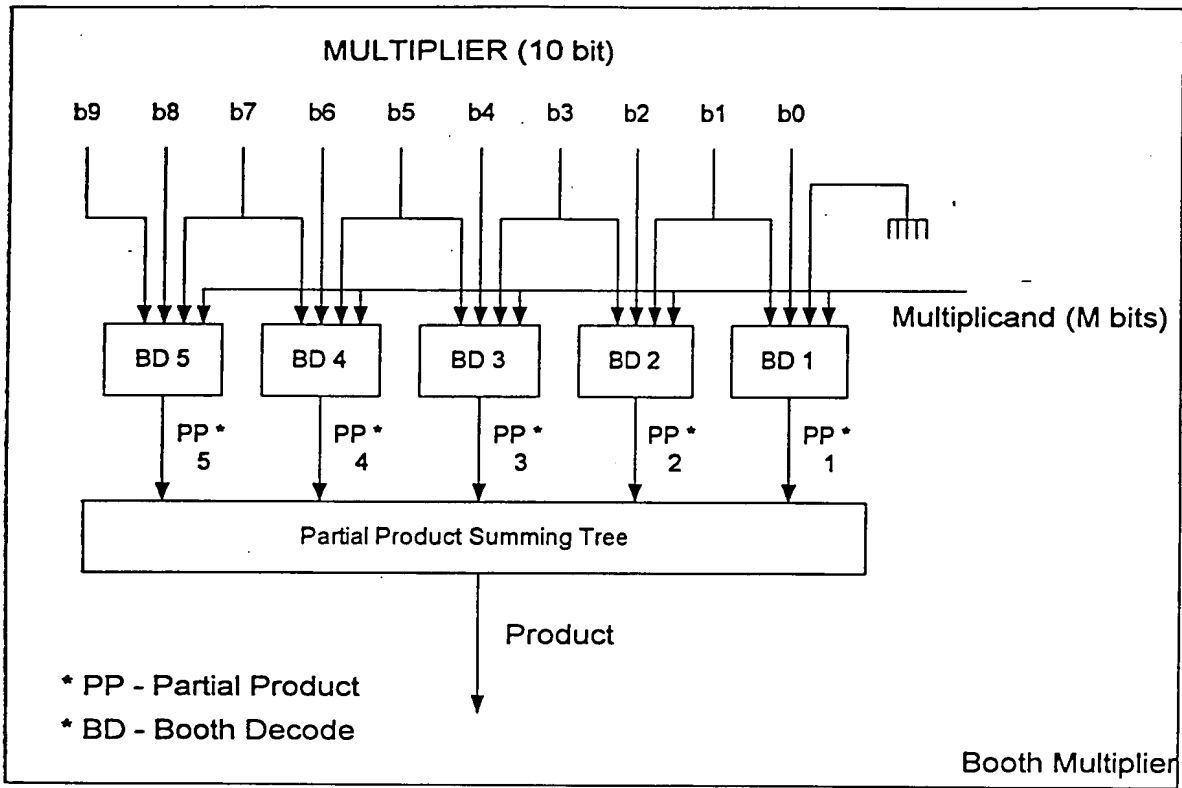 MULTIPLIER (10 bit)
b9 b8 b7 b6 b5 b4 b3 b2 b1 b0
Multiplicand (M bits)
BD 5 BD 4 BD 3 BD 2 BD 1
PP * PP * PP * PP * PP *
5 4 3 2 1
Partial Product Summing Tree
Product
* PP - Partial Product
* BD - Booth Decode
Booth Multiplier